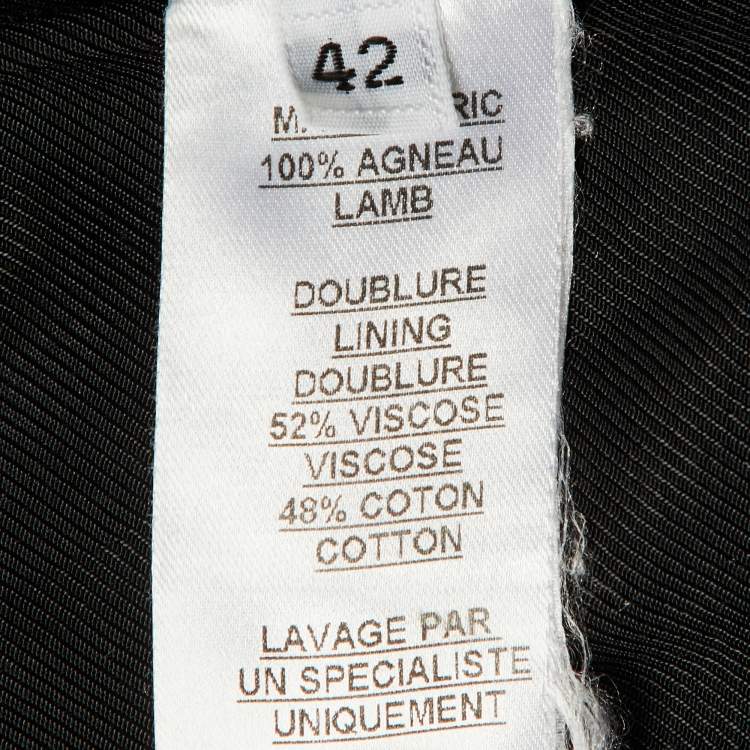 42
100% AGNEAU
LAMB
DOUBLURE
LINING
DOUBLURE
52% VISCOSE
VISCOSE
48% COTON
COTTON
LAVAGE PAR
UN SPECIALISTE
UNIQUEMENT